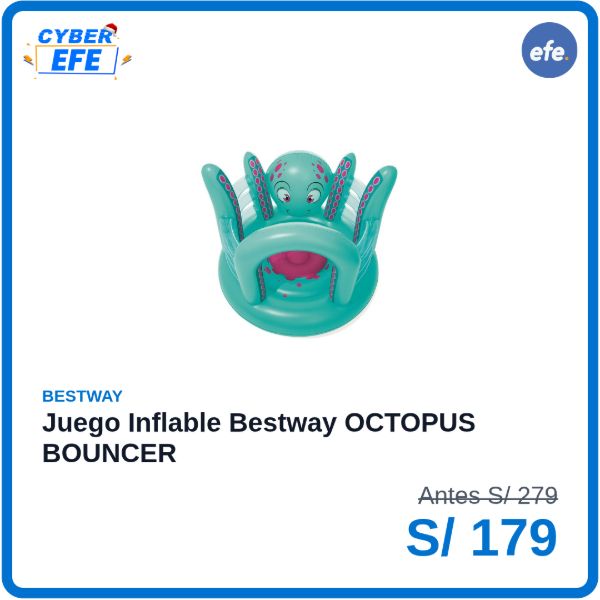 CYBER
EFE
efe.
BESTWAY
Juego Inflable Bestway OCTOPUS
BOUNCER
Antes S/ 279
S/ 179